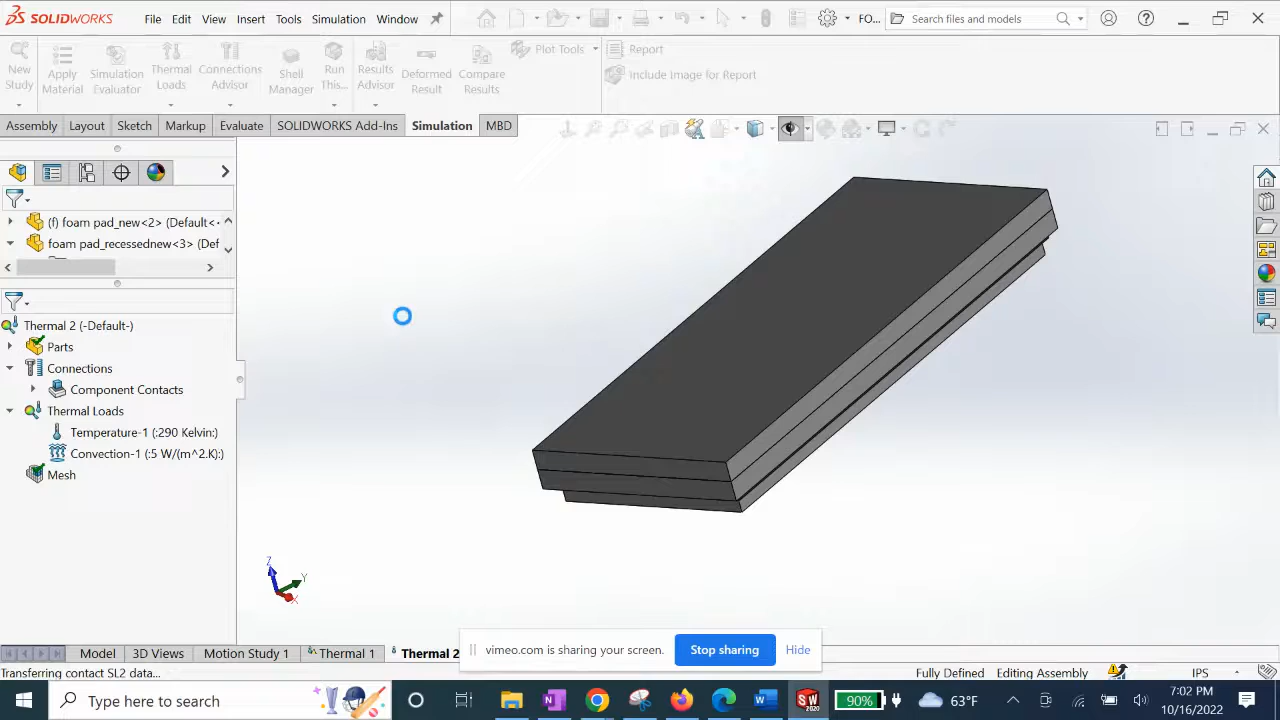 SOLIDWORKS File Edit View Insert Tools Simulation Window FO... Search files and models
New Study
Apply Material
Simulation Evaluator
Thermal Loads
Connections Advisor
Shell Manager
Run This...
Results Advisor
Deformed Result
Compare Results
Plot Tools
Report
Include Image for Report
Assembly Layout Sketch Markup Evaluate SOLIDWORKS Add-Ins Simulation MBD
(f) foam pad_new<2> (Default<
foam pad_recessednew<3> (Def
Thermal 2 (-Default-)
Parts
Connections
Component Contacts
Thermal Loads
Temperature-1 (:290 Kelvin:)
Convection-1 (:5 W/(m^2.K):)
Mesh
Z
Y
X
vimeo.com is sharing your screen. Stop sharing Hide
Model 3D Views Motion Study 1 Thermal 1 Thermal 2
Transferring contact SL2 data... Fully Defined Editing Assembly IPS
Type here to search
SW 2020
90%
63°F
7:02 PM
10/16/2022